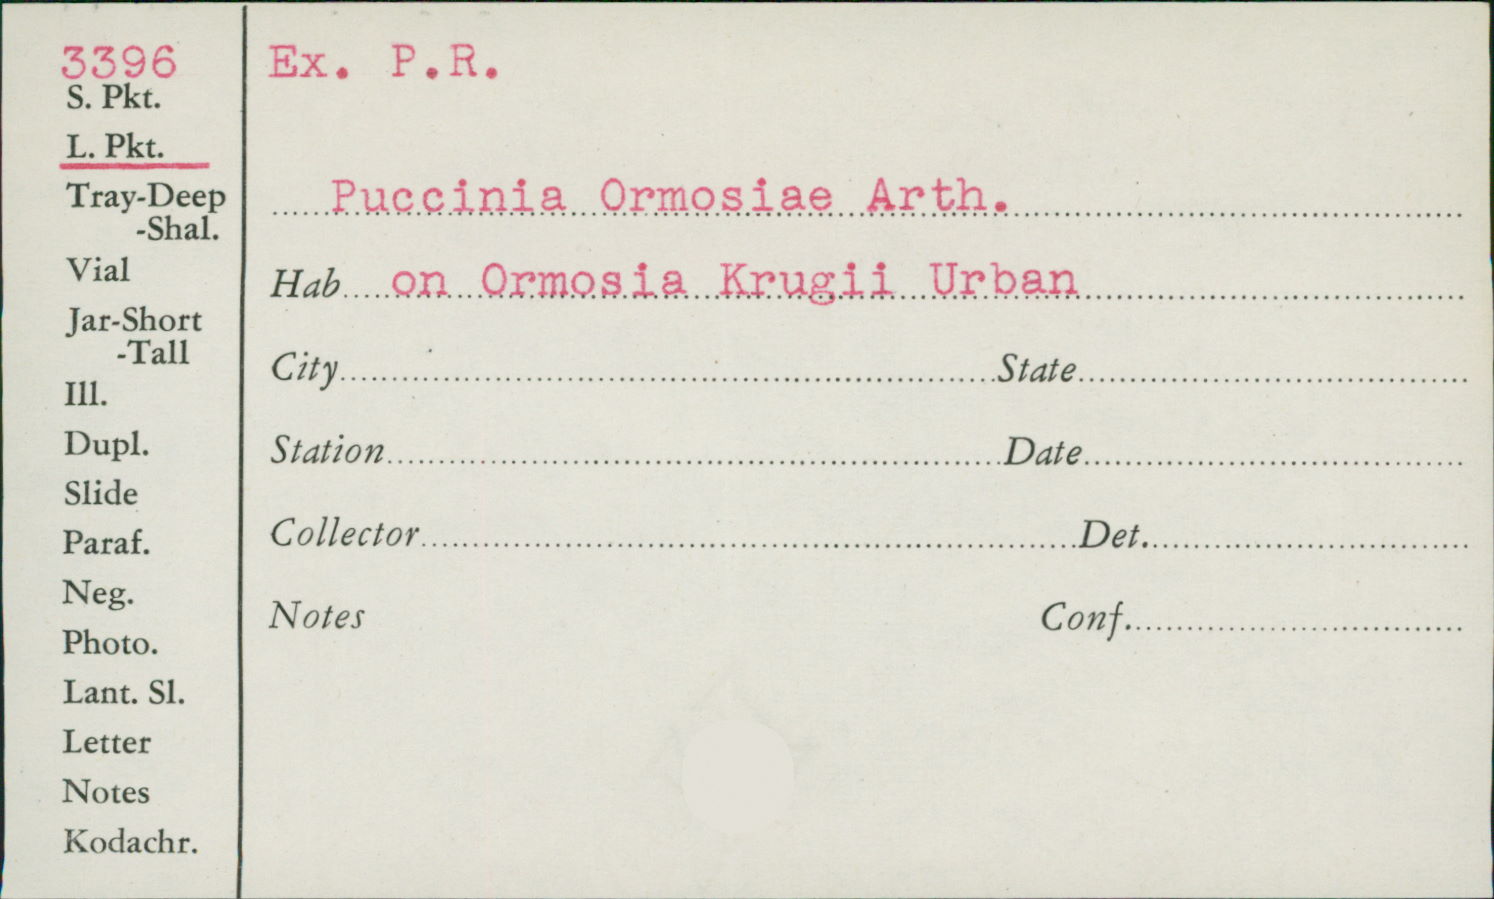 3396
S. Pkt.
L. Pkt.
Tray-Deep
-Shal.
Vial
Jar-Short
-Tall
Ill.
Dupl.
Slide
Paraf.
Neg.
Photo.
Lant. Sl.
Letter
Notes
Kodachr.
Ex. P.R.
Puccinia Ormosiae Arth.
Hab on Ormosia Krugii Urban
City State
Station Date
Collector Det.
Notes Conf.